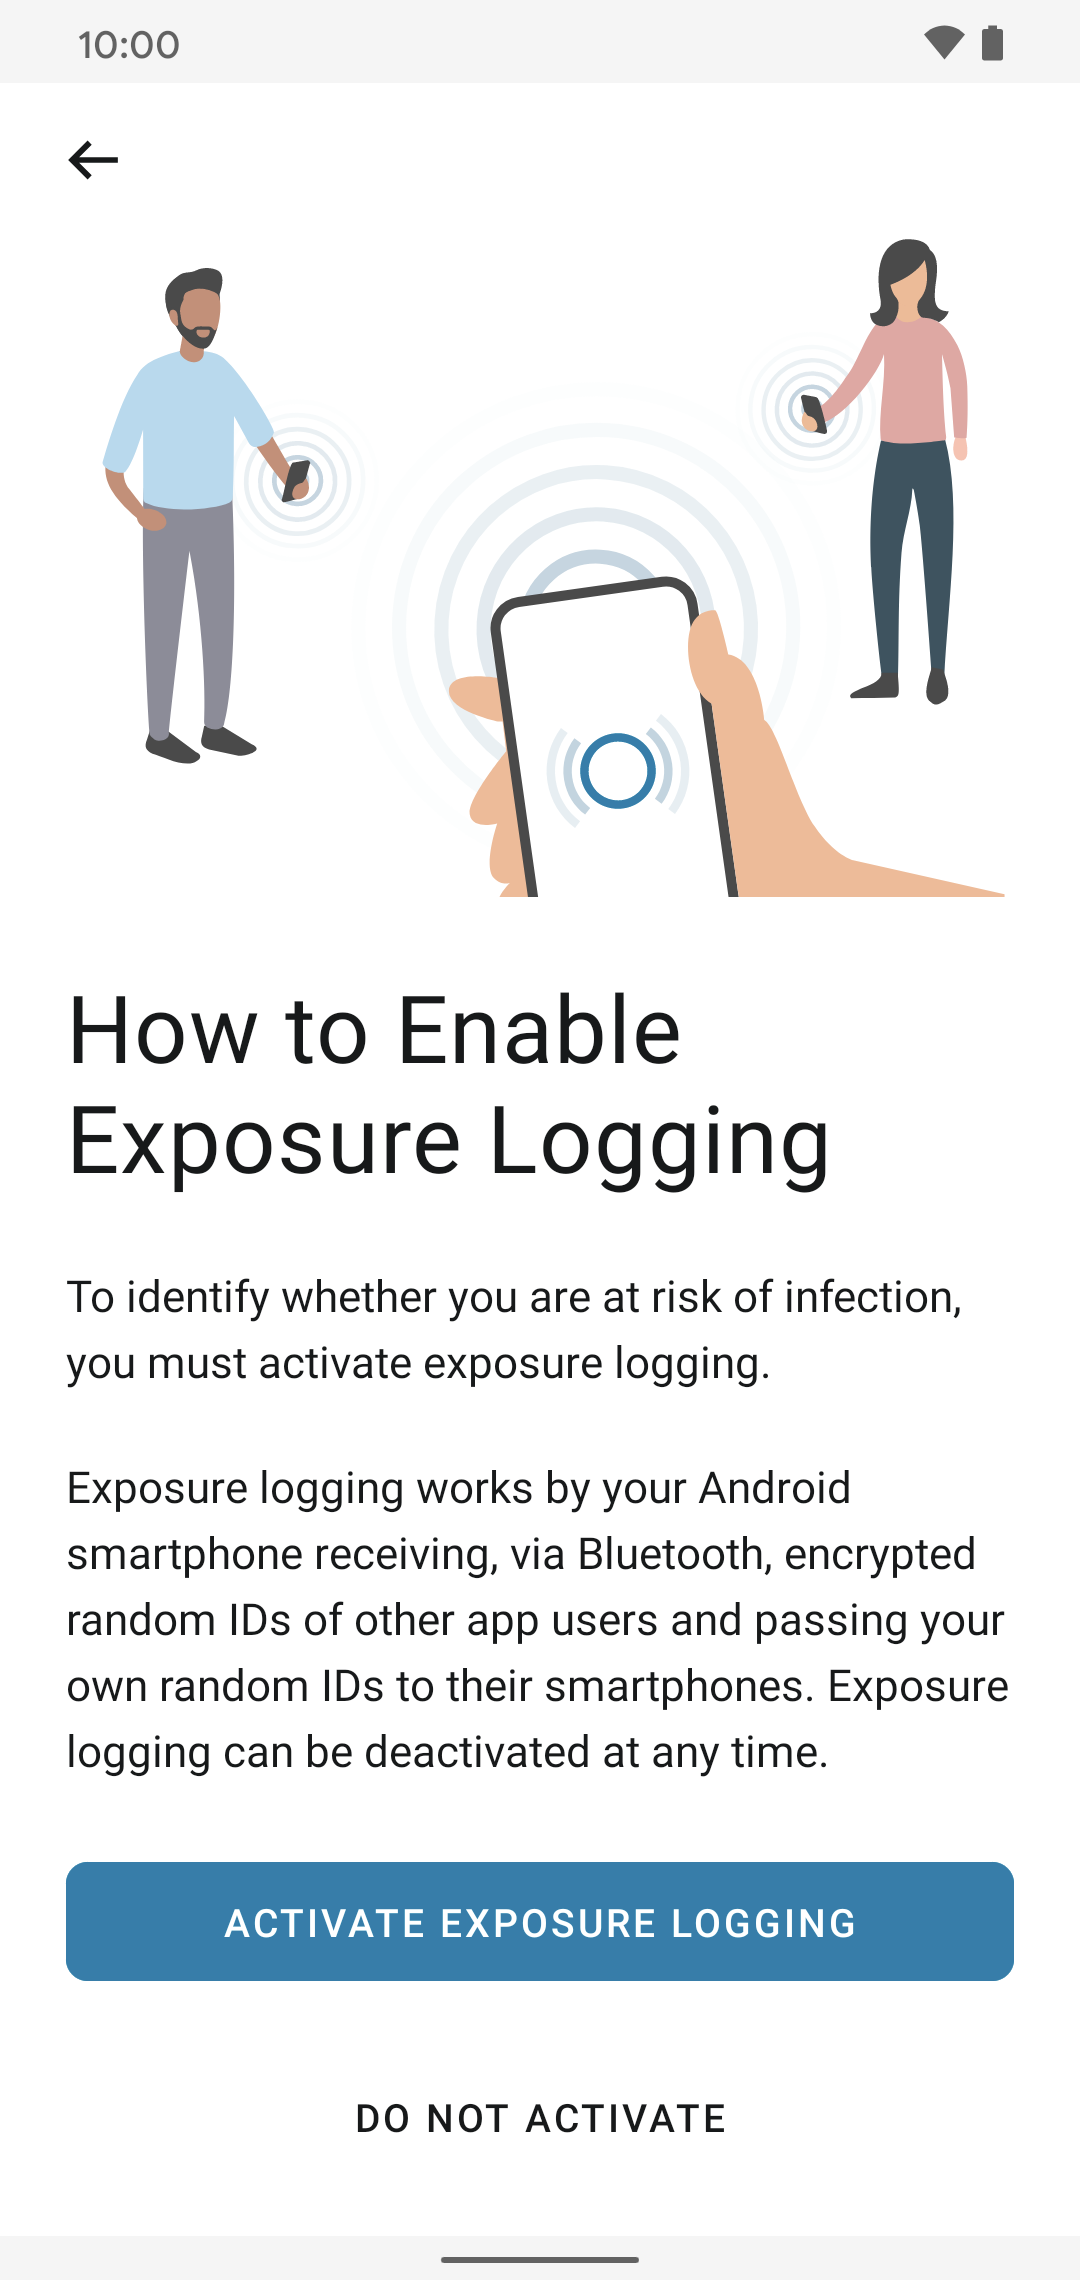 10:00
How to Enable
Exposure Logging
To identify whether you are at risk of infection,
you must activate exposure logging.
Exposure logging works by your Android
smartphone receiving, via Bluetooth, encrypted
random IDs of other app users and passing your
own random IDs to their smartphones. Exposure
logging can be deactivated at any time.
ACTIVATE EXPOSURE LOGGING
DO NOT ACTIVATE